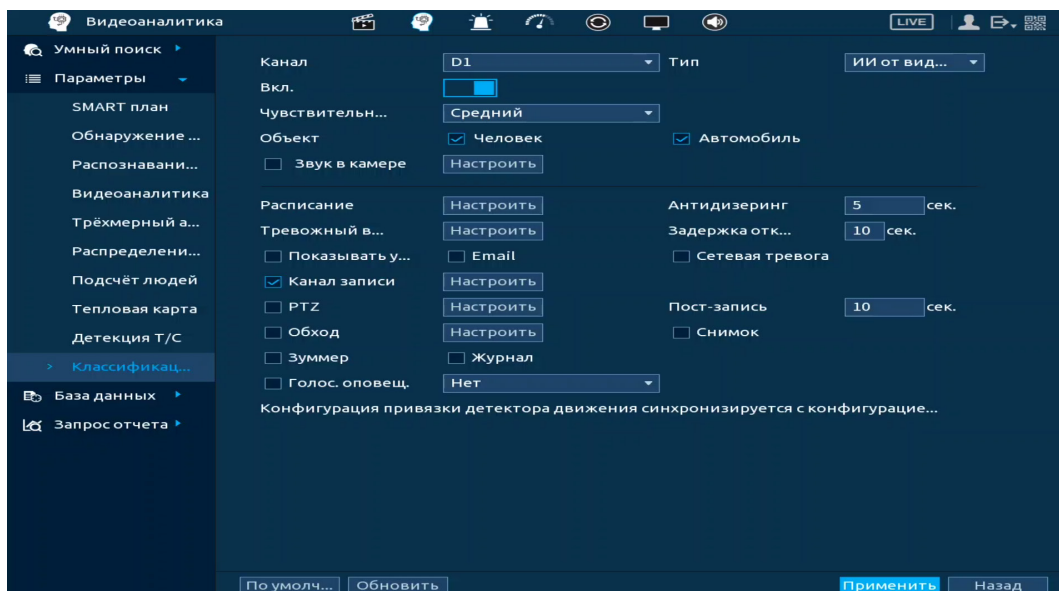 Видеоаналитика LIVE
Умный поиск
Параметры
SMART план
Обнаружение ...
Распознавани...
Видеоаналитика
Трёхмерный а...
Распределени...
Подсчёт людей
Тепловая карта
Детекция Т/С
Классификац...
База данных
Запрос отчета
Канал D1 Тип ИИ от вид...
Вкл.
Чувствительн... Средний
Объект Человек Автомобиль
Звук в камере Настроить
Расписание Настроить Антидизеринг 5 сек.
Тревожный в... Настроить Задержка отк... 10 сек.
Показывать у... Email Сетевая тревога
Канал записи Настроить
PTZ Настроить Пост-запись 10 сек.
Обход Настроить Снимок
Зуммер Журнал
Голос. оповещ. Нет
Конфигурация привязки детектора движения синхронизируется с конфигурацие...
По умолч... Обновить Применить Назад